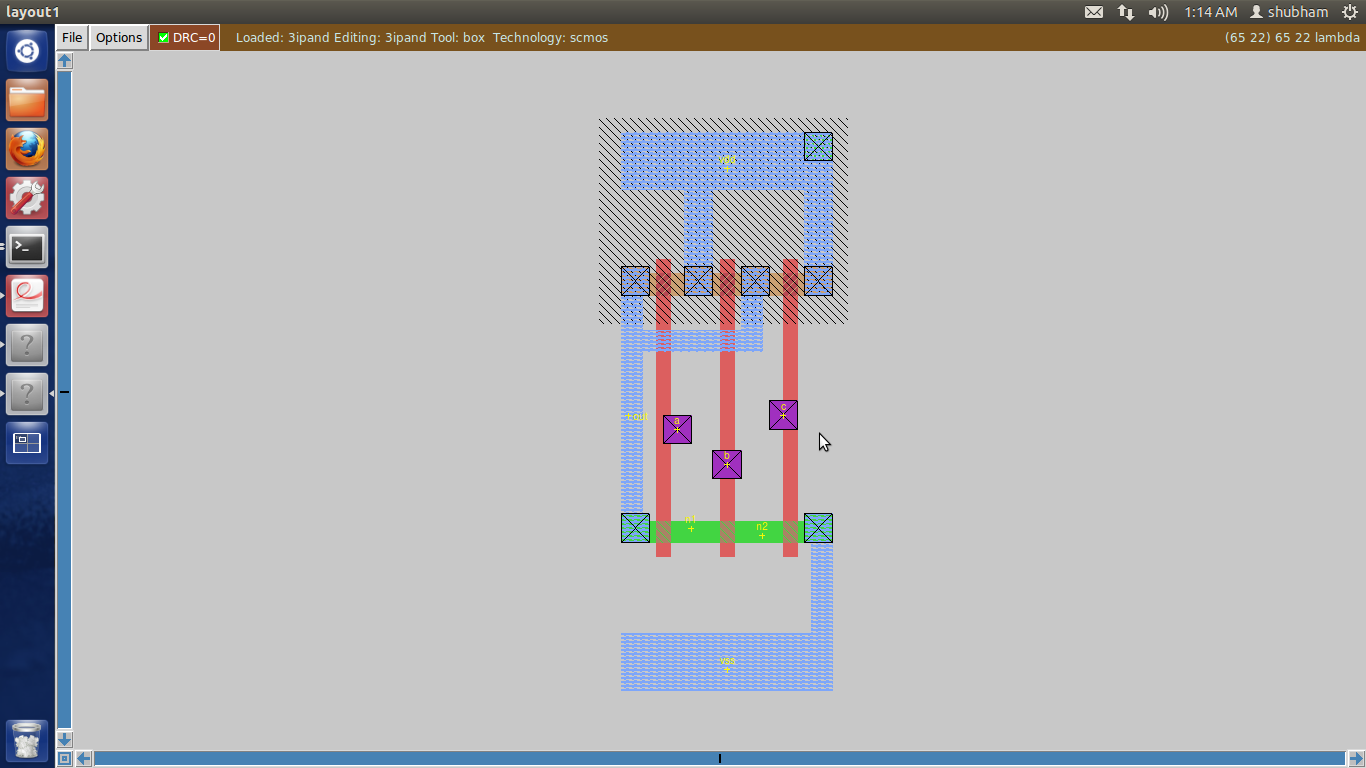 layout1
1:14 AM
shubham
File
Options
DRC=0
Loaded: 3ipand Editing: 3ipand Tool: box Technology: scmos
(65 22) 65 22 lambda
vdd
c
a
b
n1
n2
vss